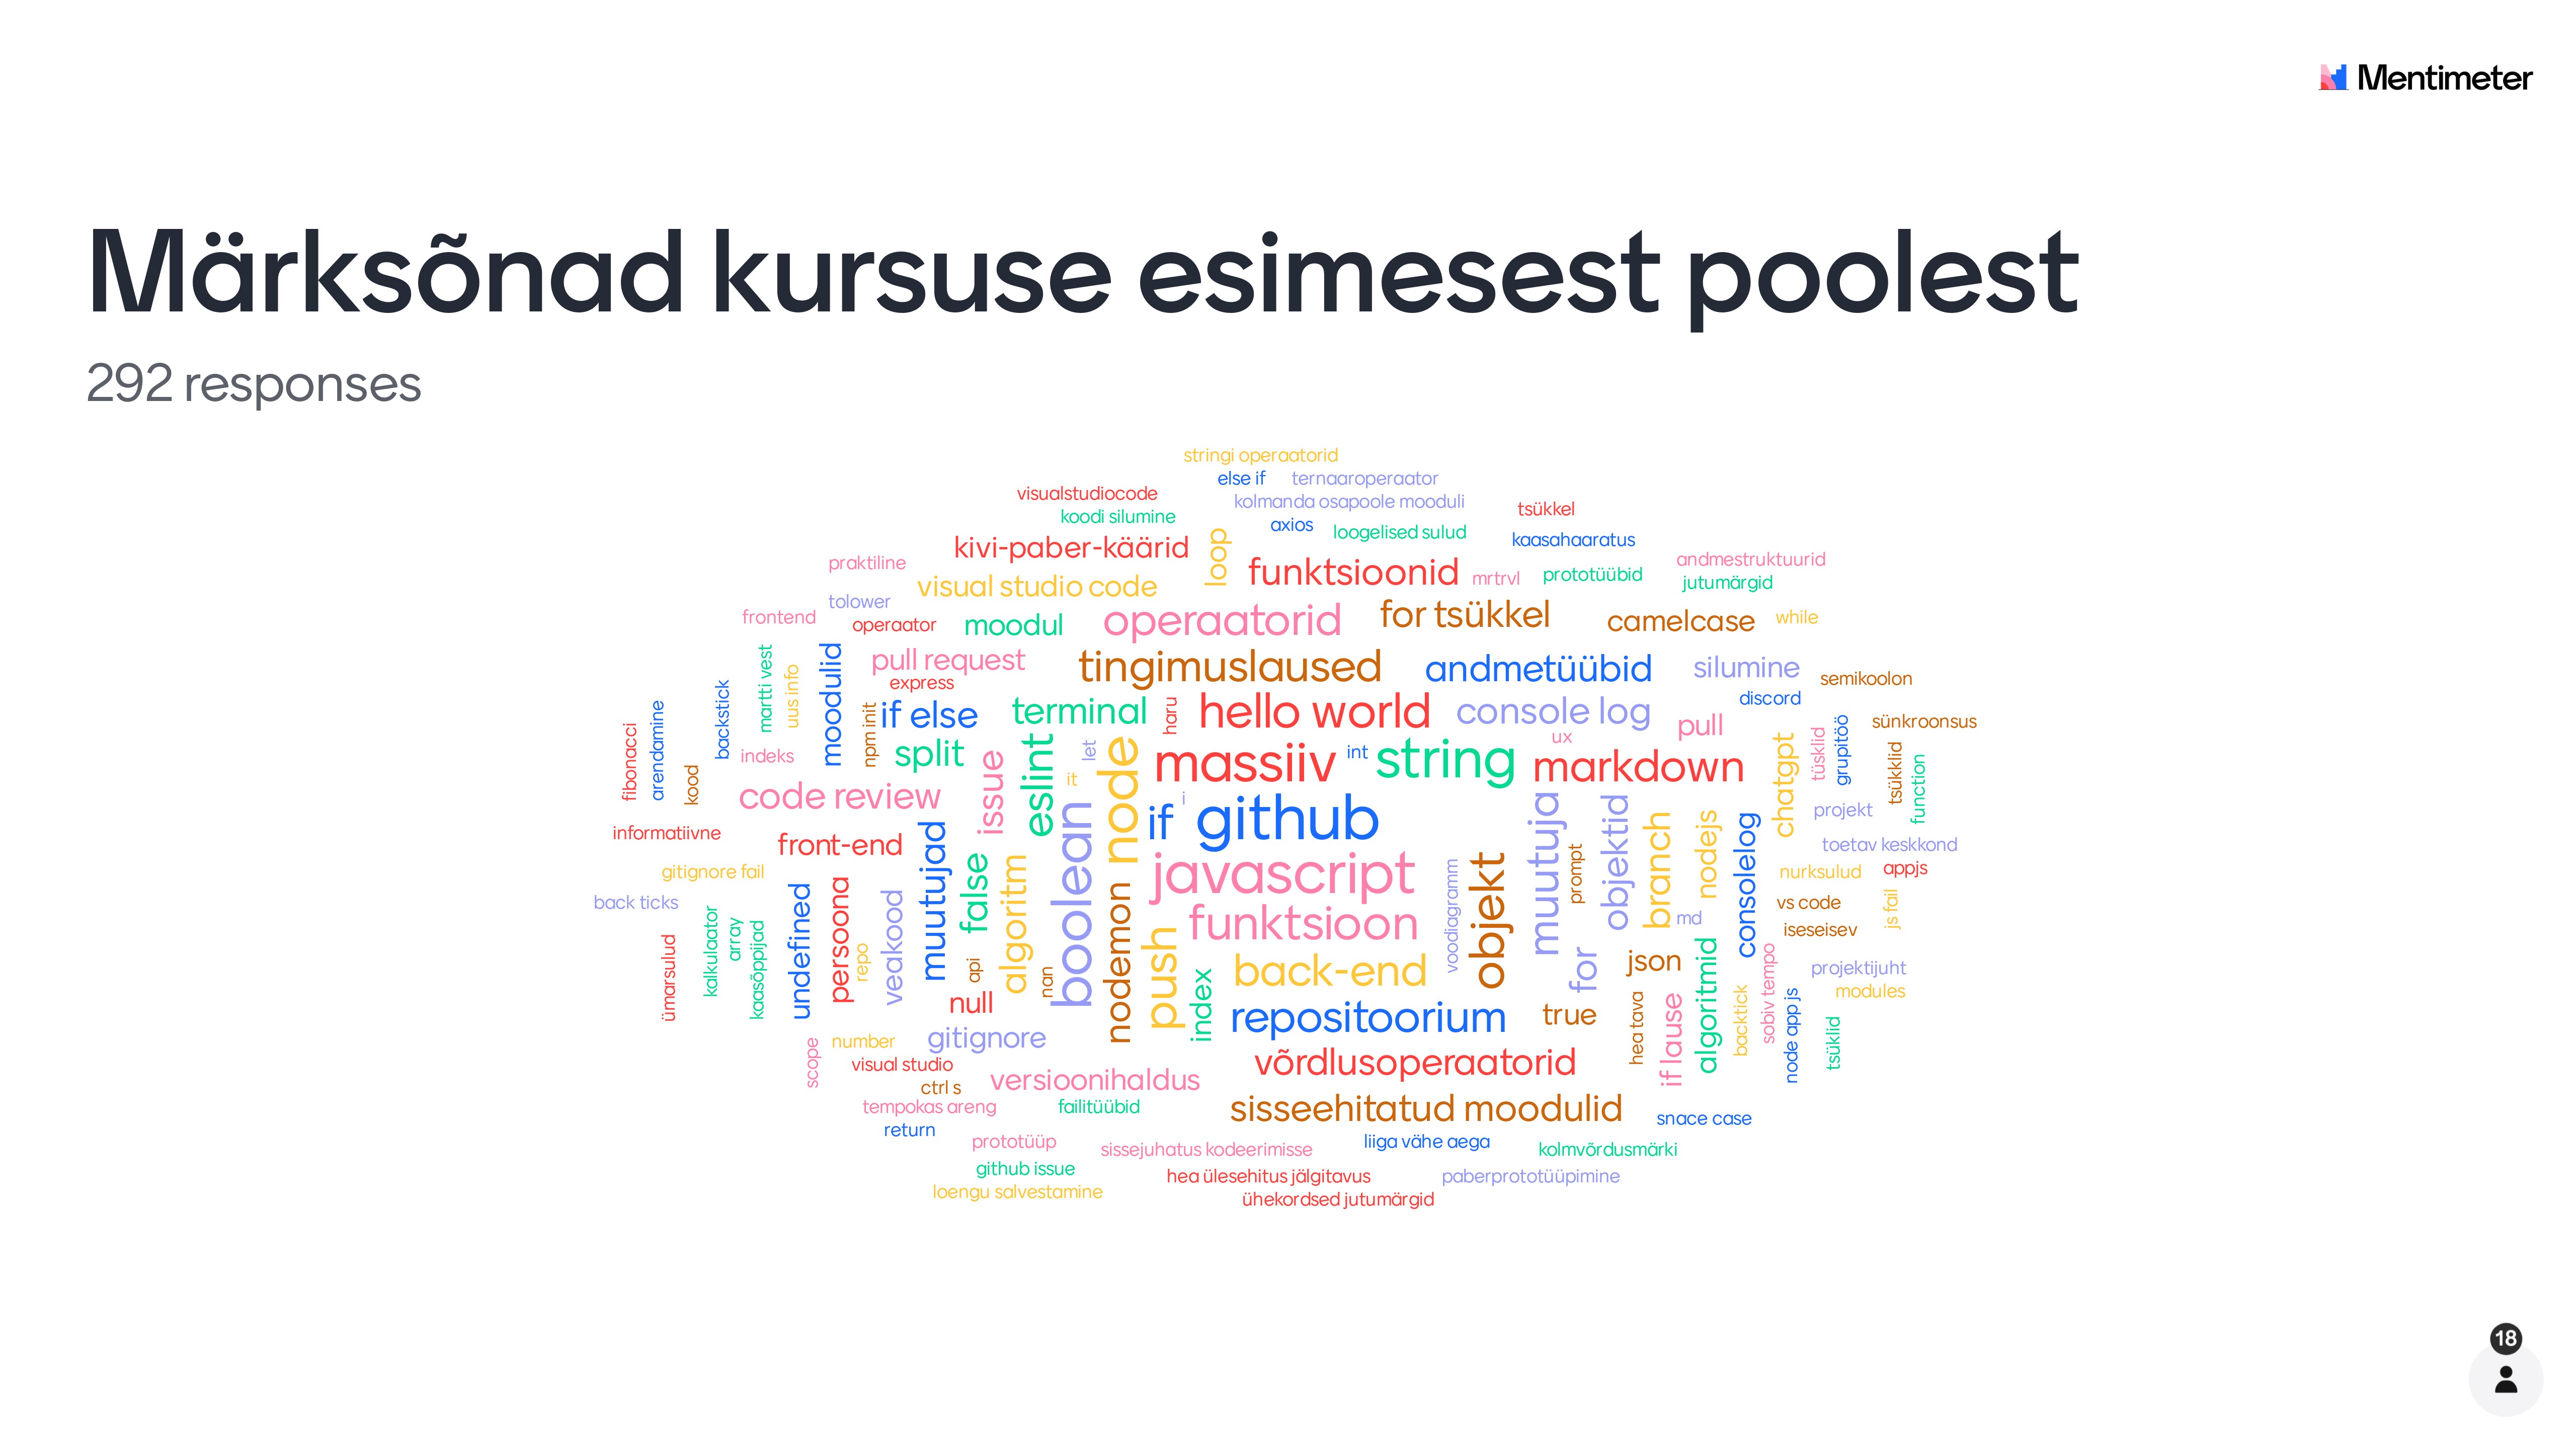 Mentimeter
Märksõnad kursuse esimesest poolest
292 responses
stringi operaatorid
else if
ternaaroperaator
visualstudiocode
kolmanda osapoole mooduli
tsükkel
koodi silumine
axios
loogelised sulud
kaasahaaratus
kivi-paber-käärid
loop
funktsioonid
mrtrvl
prototüübid
andmestruktuurid
praktiline
visual studio code
jutumärgid
tolower
frontend
operaator
moodul
operaatorid
for tsükkel
camelcase
while
martti vest
uus info
moodulid
pull request
tingimuslaused
andmetüübid
silumine
semikoolon
express
discord
backstick
npm init
if else
terminal
haru
hello world
console log
pull
sünkroonsus
fibonacci
arendamine
kood
indeks
split
issue
eslint
let
it
node
massiiv
int
string
ux
markdown
chatgpt
tüsklid
grupitöö
tsükklid
function
code review
i
if
github
projekt
informatiivne
front-end
muutujad
false
algoritm
boolean
javascript
voodiagramm
objekt
muutuja
prompt
objektid
branch
nodejs
consolelog
toetav keskkond
gitignore fail
nurksulud
appjs
back ticks
vs code
js fail
md
iseseisev
ümarsulud
kalkulaator
array
kaasõppijad
undefined
persoona
repo
veakood
api
nan
nodemon
push
funktsioon
index
back-end
for
json
algoritmid
sobiv tempo
projektijuht
modules
null
repositoorium
true
hea tava
if lause
backtick
node app js
tsüklid
scope
number
gitignore
visual studio
võrdlusoperaatorid
ctrl s
versioonihaldus
tempokas areng
failitüübid
sisseehitatud moodulid
snace case
return
prototüüp
sissejuhatus kodeerimisse
liiga vähe aega
kolmvõrdusmärki
github issue
hea ülesehitus jälgitavus
paberprototüüpimine
loengu salvestamine
ühekordsed jutumärgid
18